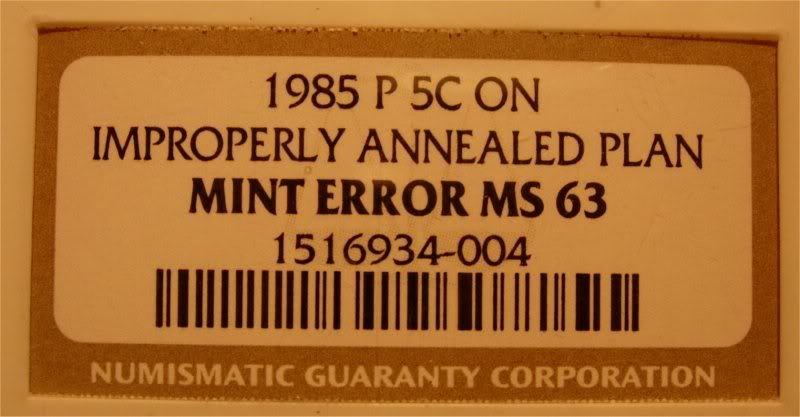 1985 P 5C ON
IMPROPERLY ANNEALED PLAN
MINT ERROR MS 63
1516934-004
NUMISMATIC GUARANTY CORPORATION